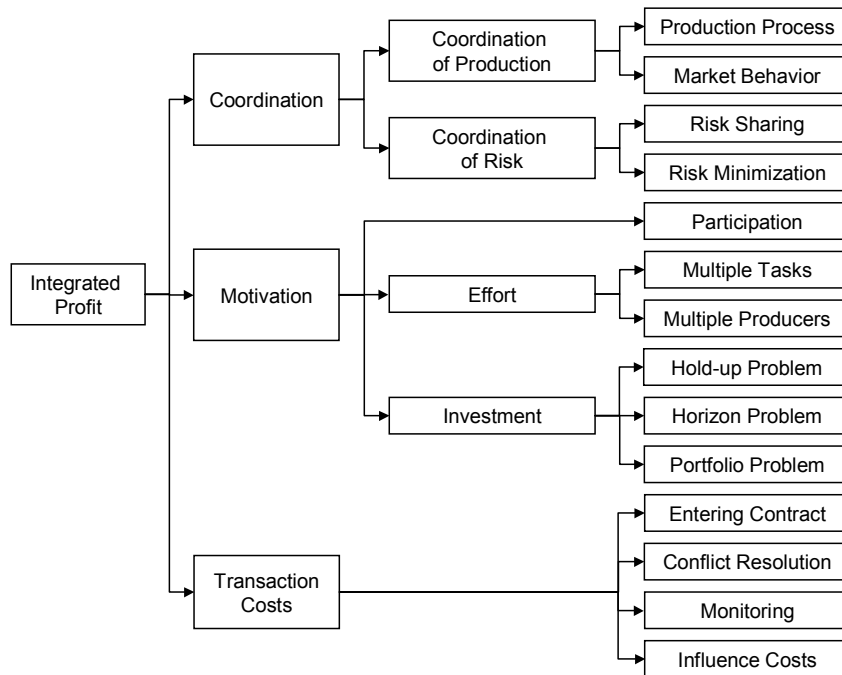 Integrated
Profit
Coordination
Coordination
of Production
Production Process
Market Behavior
Coordination
of Risk
Risk Sharing
Risk Minimization
Motivation
Participation
Effort
Multiple Tasks
Multiple Producers
Investment
Hold-up Problem
Horizon Problem
Portfolio Problem
Transaction
Costs
Entering Contract
Conflict Resolution
Monitoring
Influence Costs